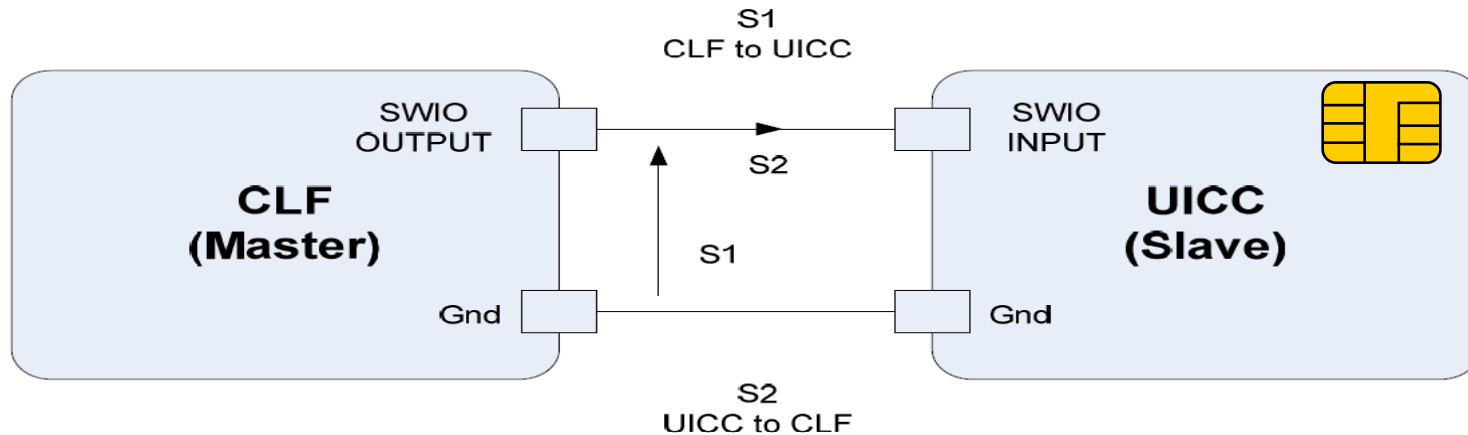 S1
CLF to UICC
SWIO
OUTPUT
SWIO
INPUT
S2
CLF
(Master)
UICC
(Slave)
S1
Gnd
Gnd
S2
UICC to CLF